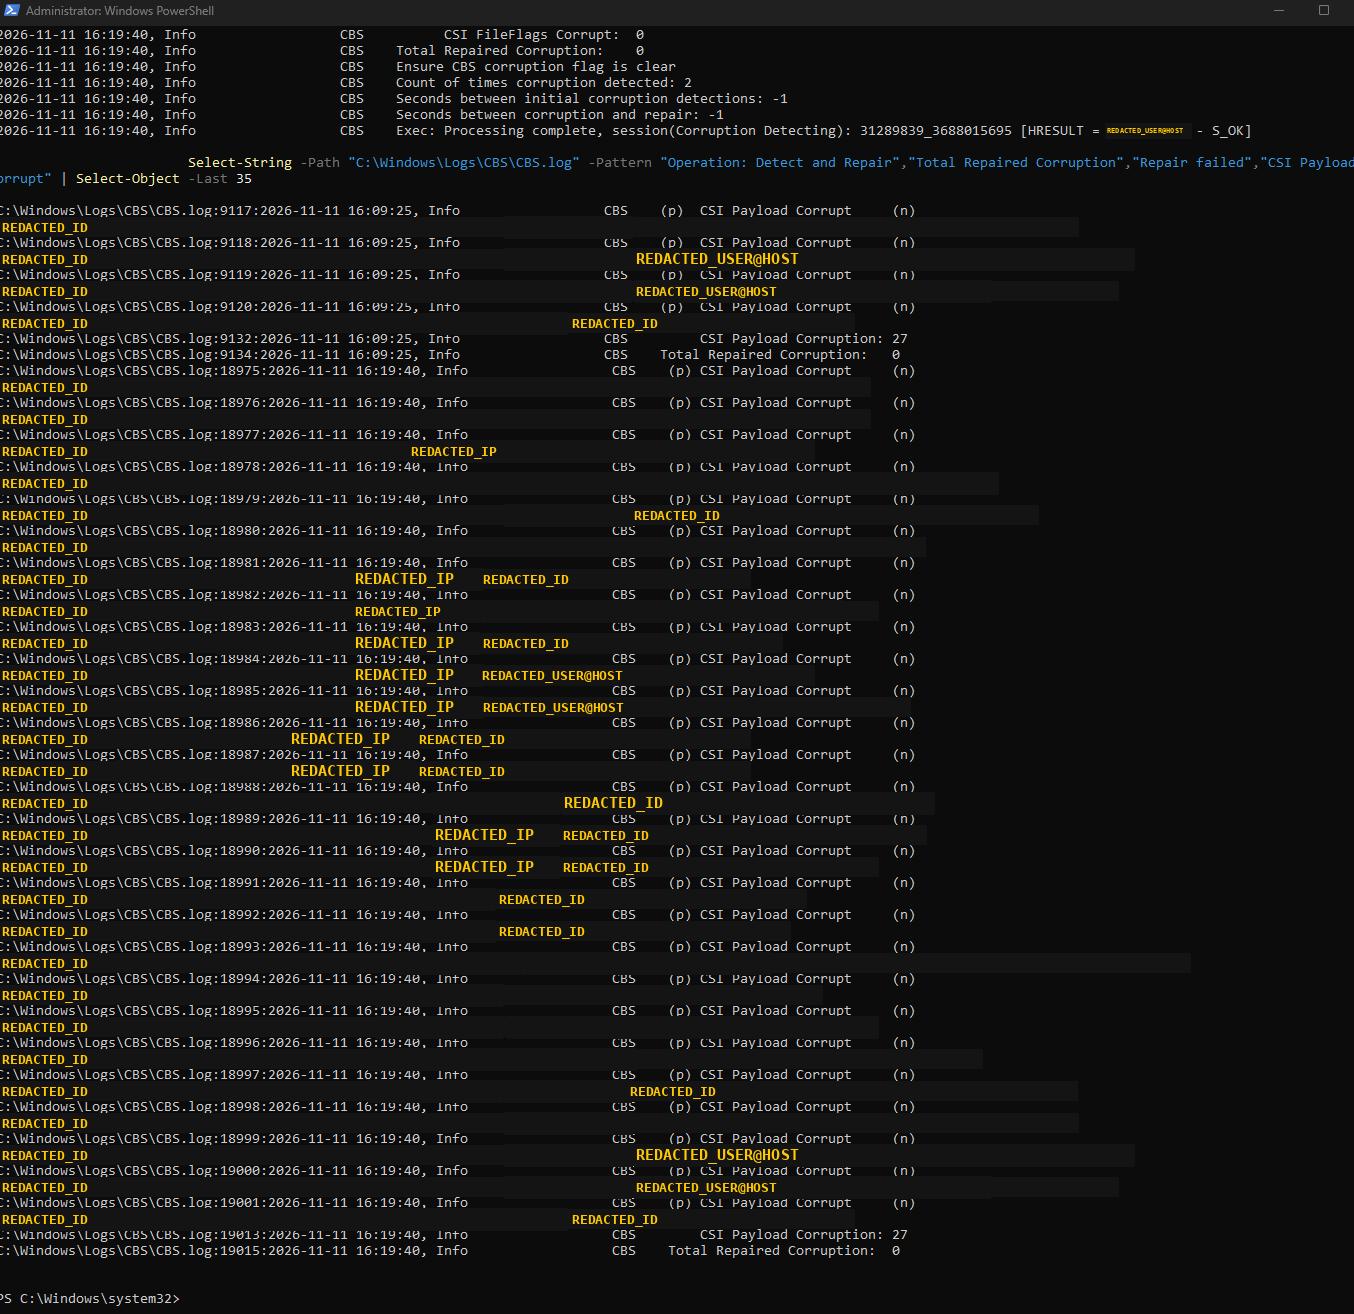 Administrator: Windows PowerShell
2026-11-11 16:19:40, Info CBS CSI FileFlags Corrupt: 0
2026-11-11 16:19:40, Info CBS Total Repaired Corruption: 0
2026-11-11 16:19:40, Info CBS Ensure CBS corruption flag is clear
2026-11-11 16:19:40, Info CBS Count of times corruption detected: 2
2026-11-11 16:19:40, Info CBS Seconds between initial corruption detections: -1
2026-11-11 16:19:40, Info CBS Seconds between corruption and repair: -1
2026-11-11 16:19:40, Info CBS Exec: Processing complete, session(Corruption Detecting): 31289839_3688015695 [HRESULT = REDACTED_USER@HOST - S_OK]
Select-String -Path "C:\Windows\Logs\CBS\CBS.log" -Pattern "Operation: Detect and Repair","Total Repaired Corruption","Repair failed","CSI Payload
orrupt" | Select-Object -Last 35
C:\Windows\Logs\CBS\CBS.log:9117:2026-11-11 16:09:25, Info CBS (p) CSI Payload Corrupt (n)
REDACTED_ID
C:\Windows\Logs\CBS\CBS.log:9118:2026-11-11 16:09:25, Info CBS (p) CSI Payload Corrupt (n)
REDACTED_ID REDACTED_USER@HOST
C:\Windows\Logs\CBS\CBS.log:9119:2026-11-11 16:09:25, Info CBS (p) CSI Payload Corrupt (n)
REDACTED_ID REDACTED_USER@HOST
C:\Windows\Logs\CBS\CBS.log:9120:2026-11-11 16:09:25, Info CBS (p) CSI Payload Corrupt (n)
REDACTED_ID REDACTED_ID
C:\Windows\Logs\CBS\CBS.log:9132:2026-11-11 16:09:25, Info CBS CSI Payload Corruption: 27
C:\Windows\Logs\CBS\CBS.log:9134:2026-11-11 16:09:25, Info CBS Total Repaired Corruption: 0
C:\Windows\Logs\CBS\CBS.log:18975:2026-11-11 16:19:40, Info CBS (p) CSI Payload Corrupt (n)
REDACTED_ID
C:\Windows\Logs\CBS\CBS.log:18976:2026-11-11 16:19:40, Info CBS (p) CSI Payload Corrupt (n)
REDACTED_ID
C:\Windows\Logs\CBS\CBS.log:18977:2026-11-11 16:19:40, Info CBS (p) CSI Payload Corrupt (n)
REDACTED_ID REDACTED_IP
C:\Windows\Logs\CBS\CBS.log:18978:2026-11-11 16:19:40, Info CBS (p) CSI Payload Corrupt (n)
REDACTED_ID
C:\Windows\Logs\CBS\CBS.log:18979:2026-11-11 16:19:40, Info CBS (p) CSI Payload Corrupt (n)
REDACTED_ID REDACTED_ID
C:\Windows\Logs\CBS\CBS.log:18980:2026-11-11 16:19:40, Info CBS (p) CSI Payload Corrupt (n)
REDACTED_ID
C:\Windows\Logs\CBS\CBS.log:18981:2026-11-11 16:19:40, Info CBS (p) CSI Payload Corrupt (n)
REDACTED_ID REDACTED_IP REDACTED_ID
C:\Windows\Logs\CBS\CBS.log:18982:2026-11-11 16:19:40, Info CBS (p) CSI Payload Corrupt (n)
REDACTED_ID REDACTED_IP
C:\Windows\Logs\CBS\CBS.log:18983:2026-11-11 16:19:40, Info CBS (p) CSI Payload Corrupt (n)
REDACTED_ID REDACTED_IP REDACTED_ID
C:\Windows\Logs\CBS\CBS.log:18984:2026-11-11 16:19:40, Info CBS (p) CSI Payload Corrupt (n)
REDACTED_ID REDACTED_IP REDACTED_USER@HOST
C:\Windows\Logs\CBS\CBS.log:18985:2026-11-11 16:19:40, Info CBS (p) CSI Payload Corrupt (n)
REDACTED_ID REDACTED_IP REDACTED_USER@HOST
C:\Windows\Logs\CBS\CBS.log:18986:2026-11-11 16:19:40, Info CBS (p) CSI Payload Corrupt (n)
REDACTED_ID REDACTED_IP REDACTED_ID
C:\Windows\Logs\CBS\CBS.log:18987:2026-11-11 16:19:40, Info CBS (p) CSI Payload Corrupt (n)
REDACTED_ID REDACTED_IP REDACTED_ID
C:\Windows\Logs\CBS\CBS.log:18988:2026-11-11 16:19:40, Info CBS (p) CSI Payload Corrupt (n)
REDACTED_ID REDACTED_ID
C:\Windows\Logs\CBS\CBS.log:18989:2026-11-11 16:19:40, Info CBS (p) CSI Payload Corrupt (n)
REDACTED_ID REDACTED_IP REDACTED_ID
C:\Windows\Logs\CBS\CBS.log:18990:2026-11-11 16:19:40, Info CBS (p) CSI Payload Corrupt (n)
REDACTED_ID REDACTED_IP REDACTED_ID
C:\Windows\Logs\CBS\CBS.log:18991:2026-11-11 16:19:40, Info CBS (p) CSI Payload Corrupt (n)
REDACTED_ID REDACTED_ID
C:\Windows\Logs\CBS\CBS.log:18992:2026-11-11 16:19:40, Info CBS (p) CSI Payload Corrupt (n)
REDACTED_ID REDACTED_ID
C:\Windows\Logs\CBS\CBS.log:18993:2026-11-11 16:19:40, Info CBS (p) CSI Payload Corrupt (n)
REDACTED_ID
C:\Windows\Logs\CBS\CBS.log:18994:2026-11-11 16:19:40, Info CBS (p) CSI Payload Corrupt (n)
REDACTED_ID
C:\Windows\Logs\CBS\CBS.log:18995:2026-11-11 16:19:40, Info CBS (p) CSI Payload Corrupt (n)
REDACTED_ID
C:\Windows\Logs\CBS\CBS.log:18996:2026-11-11 16:19:40, Info CBS (p) CSI Payload Corrupt (n)
REDACTED_ID
C:\Windows\Logs\CBS\CBS.log:18997:2026-11-11 16:19:40, Info CBS (p) CSI Payload Corrupt (n)
REDACTED_ID REDACTED_ID
C:\Windows\Logs\CBS\CBS.log:18998:2026-11-11 16:19:40, Info CBS (p) CSI Payload Corrupt (n)
REDACTED_ID
C:\Windows\Logs\CBS\CBS.log:18999:2026-11-11 16:19:40, Info CBS (p) CSI Payload Corrupt (n)
REDACTED_ID REDACTED_USER@HOST
C:\Windows\Logs\CBS\CBS.log:19000:2026-11-11 16:19:40, Info CBS (p) CSI Payload Corrupt (n)
REDACTED_ID REDACTED_USER@HOST
C:\Windows\Logs\CBS\CBS.log:19001:2026-11-11 16:19:40, Info CBS (p) CSI Payload Corrupt (n)
REDACTED_ID REDACTED_ID
C:\Windows\Logs\CBS\CBS.log:19013:2026-11-11 16:19:40, Info CBS CSI Payload Corruption: 27
C:\Windows\Logs\CBS\CBS.log:19015:2026-11-11 16:19:40, Info CBS Total Repaired Corruption: 0
PS C:\Windows\system32>